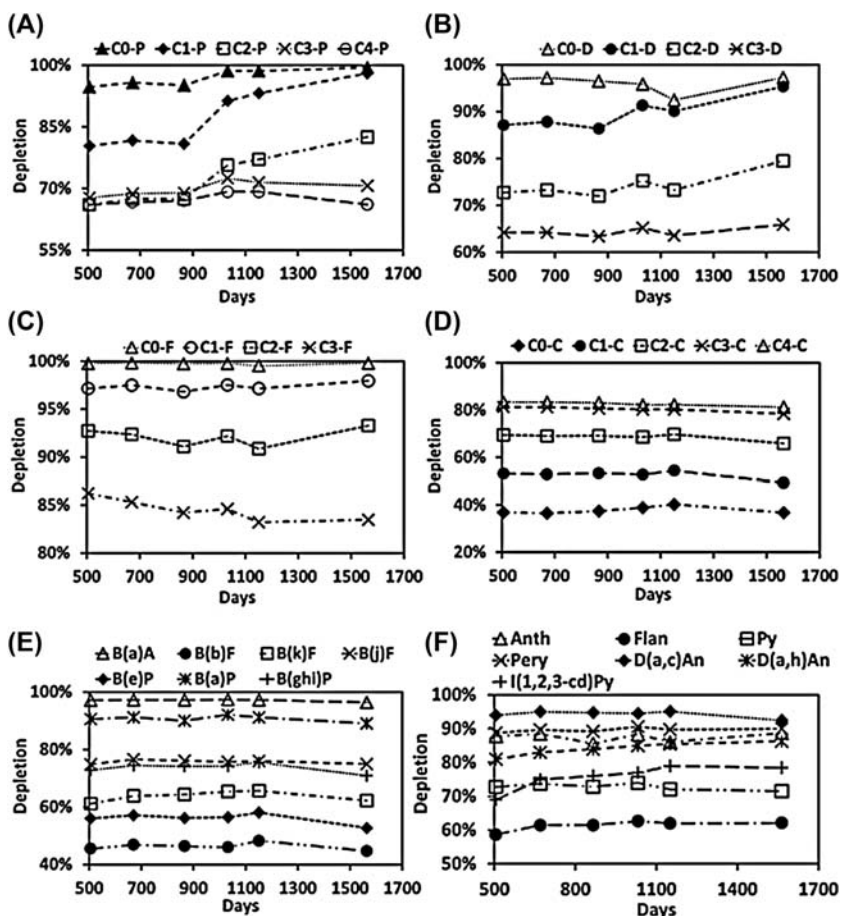 (A)
C0-P C1-P C2-P C3-P C4-P
100%
85%
70%
55%
Depletion
500 700 900 1100 1300 1500 1700
Days
(B)
C0-D C1-D C2-D C3-D
100%
90%
80%
70%
60%
Depletion
500 700 900 1100 1300 1500 1700
Days
(C)
C0-F C1-F C2-F C3-F
100%
95%
90%
85%
80%
Depletion
500 700 900 1100 1300 1500 1700
Days
(D)
C0-C C1-C C2-C C3-C C4-C
100%
80%
60%
40%
20%
Depletion
500 700 900 1100 1300 1500 1700
Days
(E)
B(a)A B(b)F B(k)F B(j)F
B(e)P B(a)P B(ghi)P
100%
80%
60%
40%
Depletion
500 700 900 1100 1300 1500 1700
Days
(F)
Anth Flan Py
Pery D(a,c)An D(a,h)An
I(1,2,3-cd)Py
100%
90%
80%
70%
60%
50%
Depletion
500 800 1100 1400 1700
Days